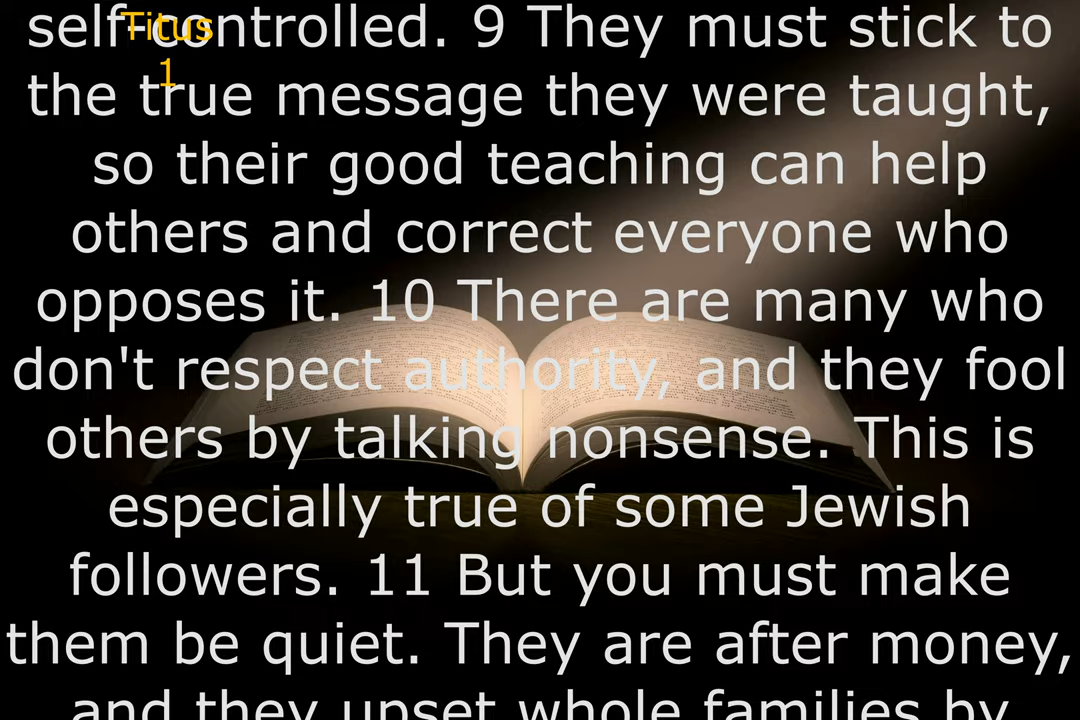 Titus
1
self-controlled. 9 They must stick to
the true message they were taught,
so their good teaching can help
others and correct everyone who
opposes it. 10 There are many who
don't respect authority, and they fool
others by talking nonsense. This is
especially true of some Jewish
followers. 11 But you must make
them be quiet. They are after money,
and they upset whole families by